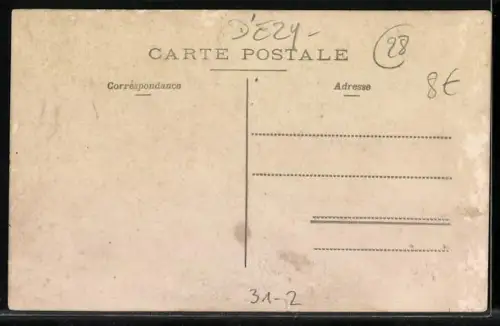 D'EZY-
CARTE POSTALE
28
Correspondance
Adresse
8€
31-2